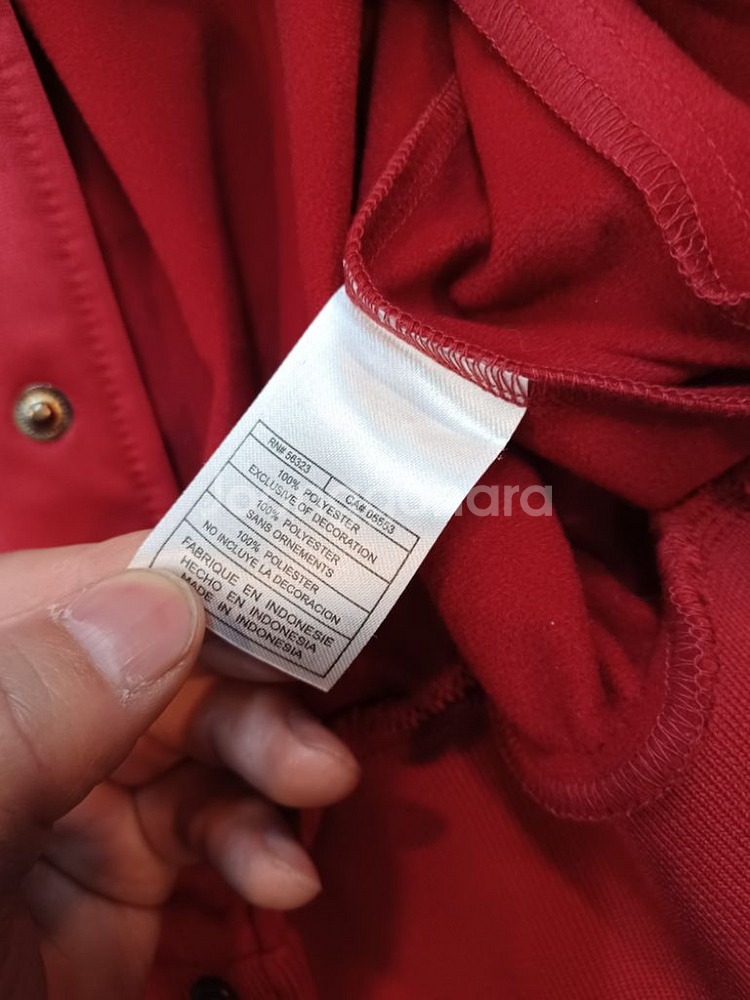 RN# 56323
CA# 05553
100% POLYESTER
EXCLUSIVE OF DECORATION
100% POLYESTER
SANS ORNEMENTS
100% POLIESTER
NO INCLUYE LA DECORACION
FABRIQUE EN INDONESIE
HECHO EN INDONESIA
MADE IN INDONESIA